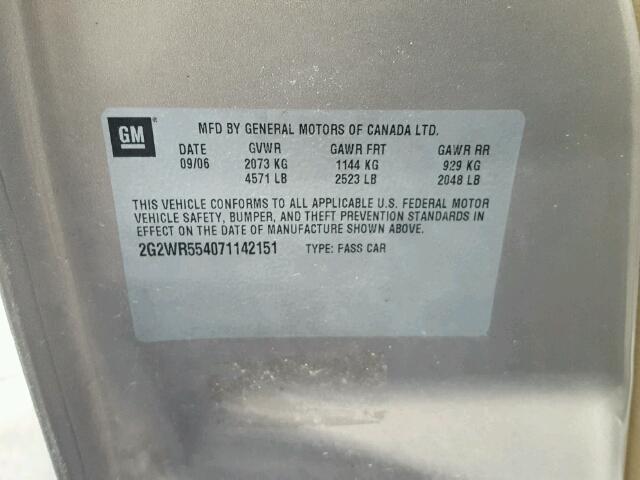 GM ®
MFD BY GENERAL MOTORS OF CANADA LTD.
DATE GVWR GAWR FRT GAWR RR
09/06 2073 KG 1144 KG 929 KG
4571 LB 2523 LB 2048 LB
THIS VEHICLE CONFORMS TO ALL APPLICABLE U.S. FEDERAL MOTOR
VEHICLE SAFETY, BUMPER, AND THEFT PREVENTION STANDARDS IN
EFFECT ON THE DATE OF MANUFACTURE SHOWN ABOVE.
2G2WR554071142151 TYPE: PASS CAR